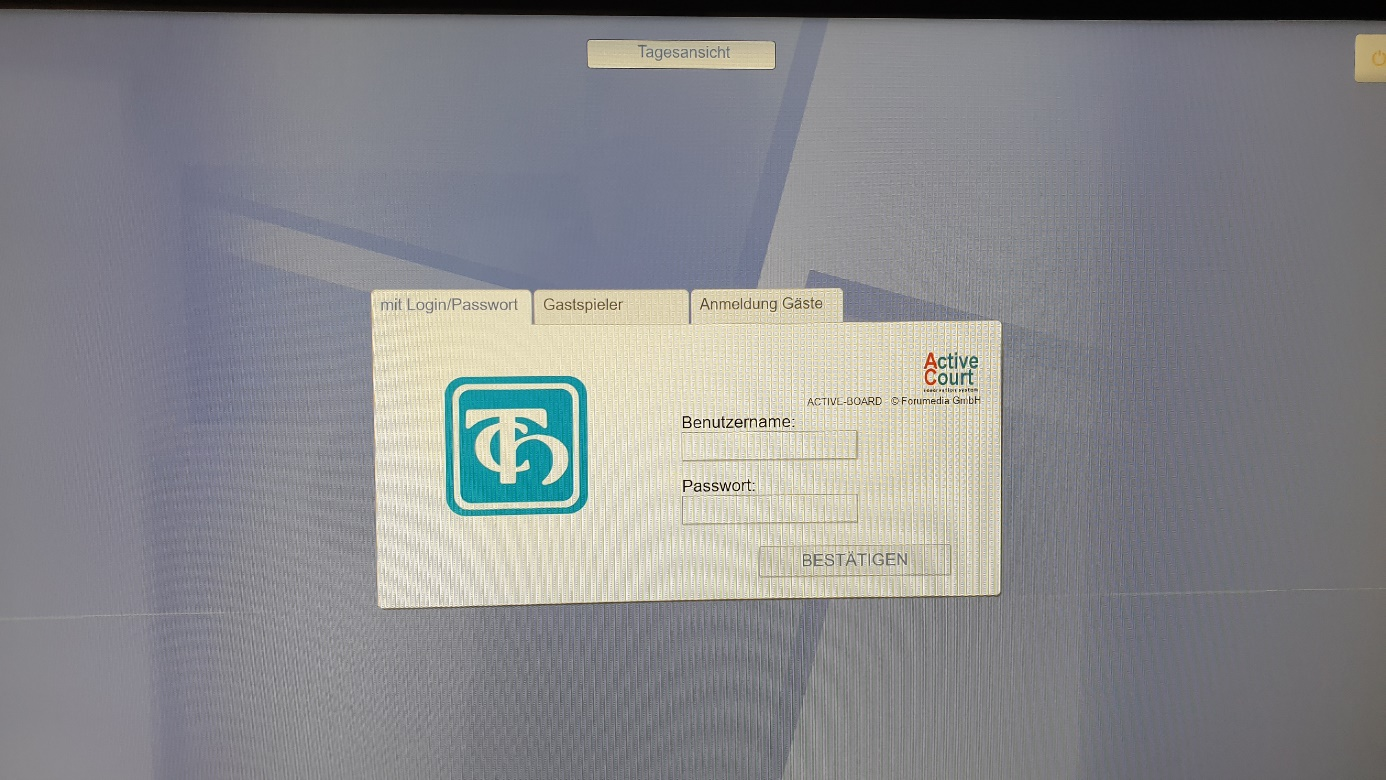 Tagesansicht
mit Login/Passwort
Gastspieler
Anmeldung Gäste
Active
Court
ACTIVE-BOARD © Forumedia GmbH
Benutzername:
Passwort:
BESTÄTIGEN